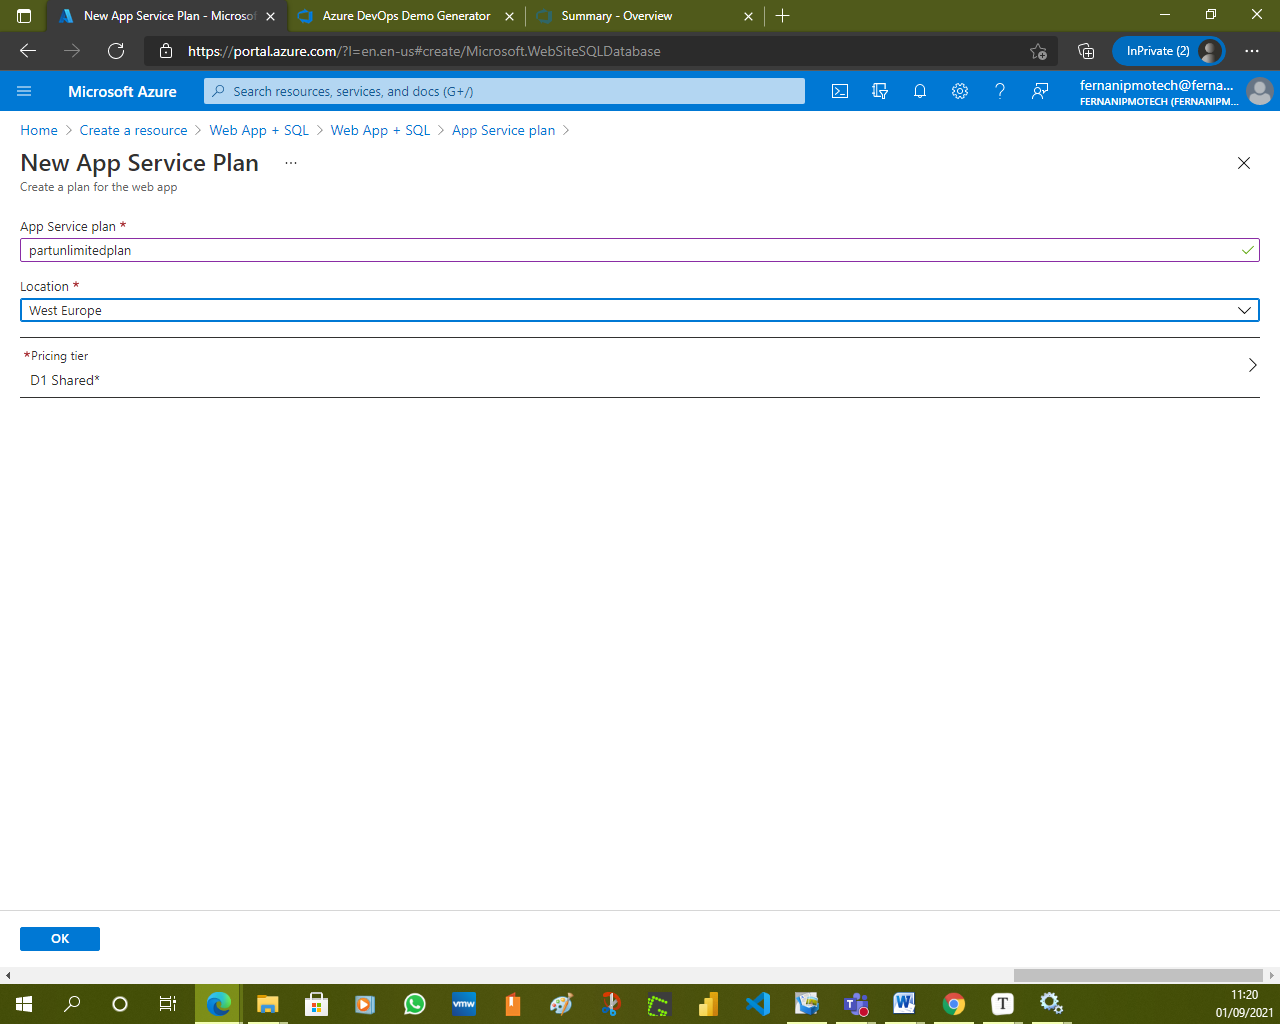 New App Service Plan - Microsof
Azure DevOps Demo Generator
Summary - Overview
https://portal.azure.com/?l=en.en-us#create/Microsoft.WebSiteSQLDatabase
InPrivate (2)
Microsoft Azure
Search resources, services, and docs (G+/)
fernanipmotech@ferna...
FERNANIPMOTECH (FERNANIPM...
Home > Create a resource > Web App + SQL > Web App + SQL > App Service plan >
New App Service Plan ...
Create a plan for the web app
App Service plan *
partunlimitedplan
Location *
West Europe
*Pricing tier
D1 Shared*
OK
vmw
T
11:20
01/09/2021